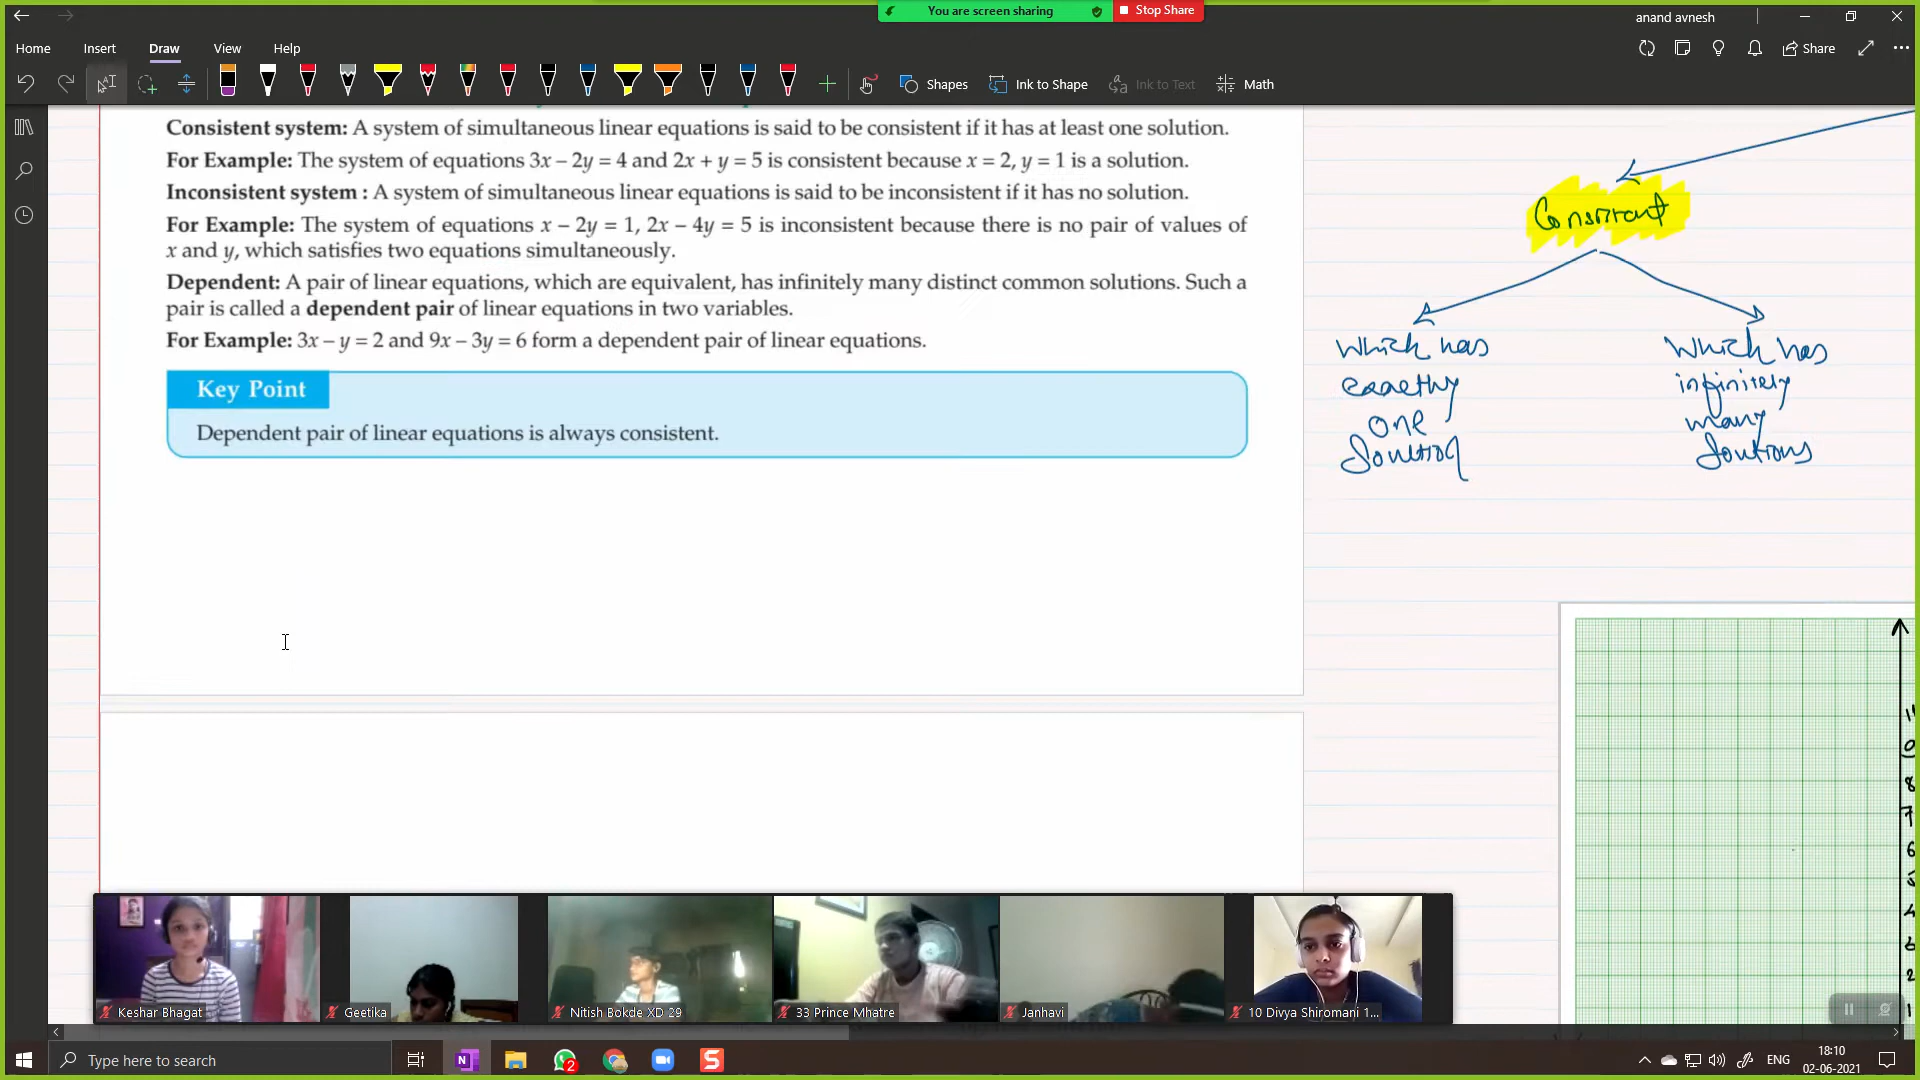 You are screen sharing
Stop Share
anand avnesh
Home Insert Draw View Help
Share
Shapes Ink to Shape Ink to Text Math
Consistent system: A system of simultaneous linear equations is said to be consistent if it has at least one solution.
For Example: The system of equations 3x – 2y = 4 and 2x + y = 5 is consistent because x = 2, y = 1 is a solution.
Inconsistent system : A system of simultaneous linear equations is said to be inconsistent if it has no solution.
For Example: The system of equations x – 2y = 1, 2x – 4y = 5 is inconsistent because there is no pair of values of
x and y, which satisfies two equations simultaneously.
Dependent: A pair of linear equations, which are equivalent, has infinitely many distinct common solutions. Such a
pair is called a dependent pair of linear equations in two variables.
For Example: 3x – y = 2 and 9x – 3y = 6 form a dependent pair of linear equations.
Key Point
Dependent pair of linear equations is always consistent.
Consistent
which has
exactly
one
Solution
which has
infinitely
many
Solutions
8
7
6
5
4
2
1
Keshar Bhagat
Geetika
Nitish Bokde XD 29
33 Prince Mhatre
Janhavi
10 Divya Shiromani 1...
Type here to search
2
ENG
18:10
02-06-2021